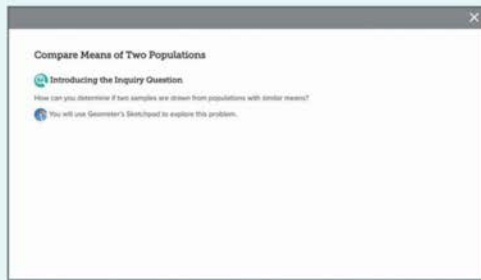 Compare Means of Two Populations
Introducing the Inquiry Question
How can you determine if two samples are drawn from populations with similar means?
You will use Geometer's Sketchpad to explore this problem.